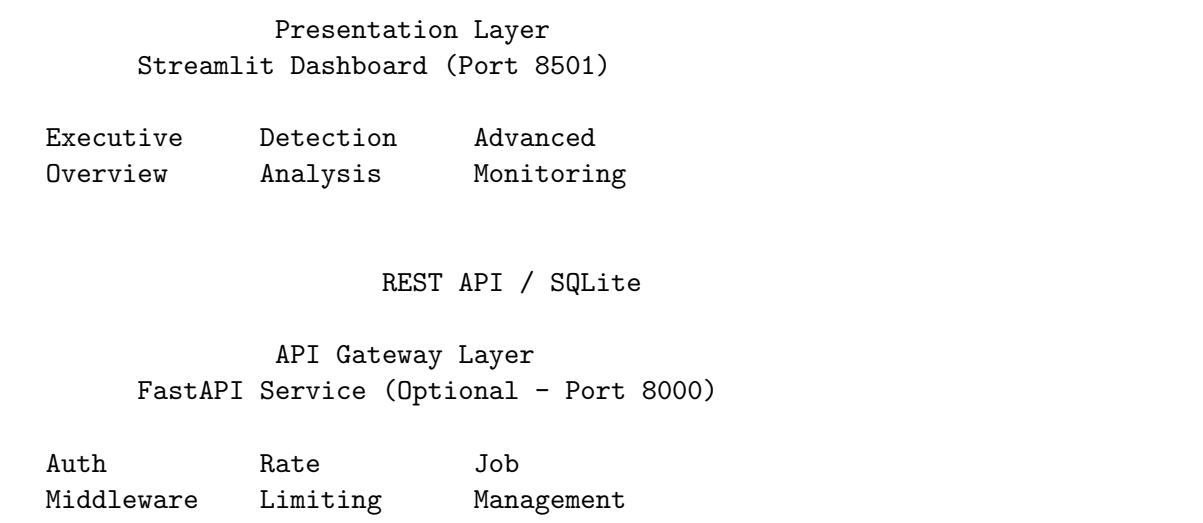 Presentation Layer
Streamlit Dashboard (Port 8501)
Executive Detection Advanced
Overview Analysis Monitoring
REST API / SQLite
API Gateway Layer
FastAPI Service (Optional - Port 8000)
Auth Rate Job
Middleware Limiting Management